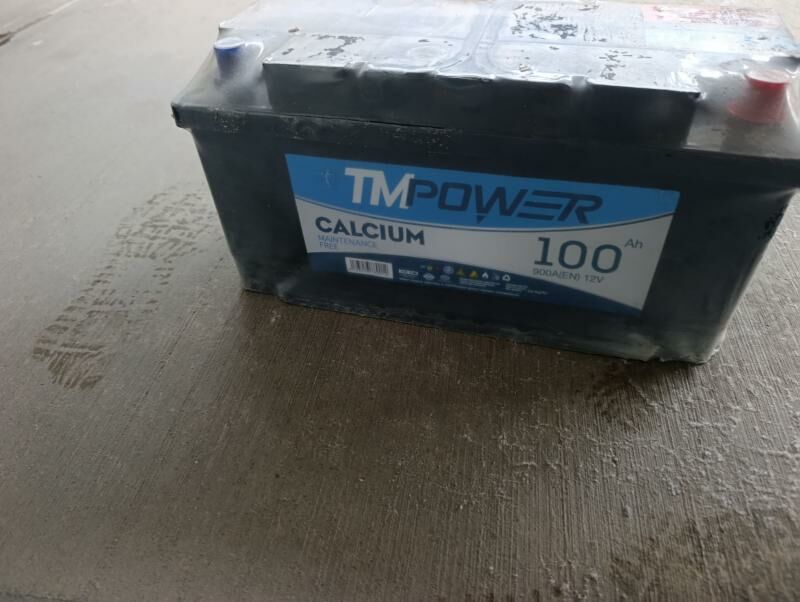 TMPOWER
CALCIUM
MAINTENANCE
FREE
100 Ah
900A(EN) 12V